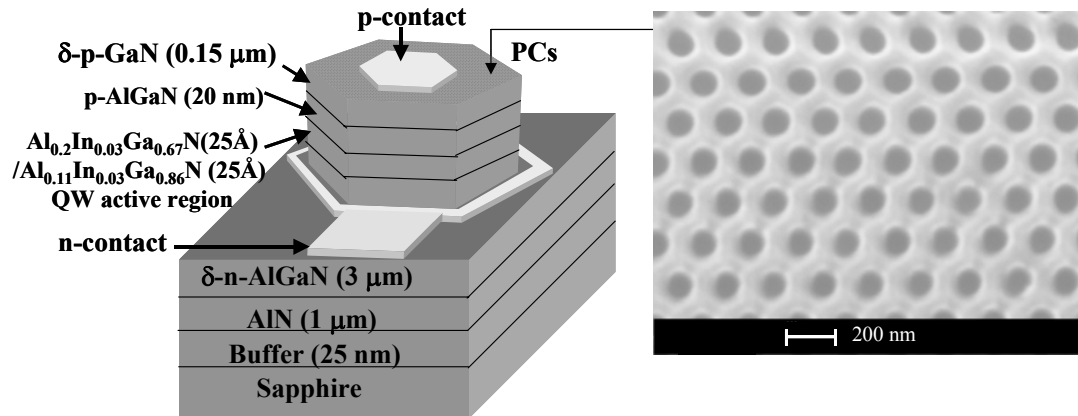 p-contact
PCs
δ-p-GaN (0.15 μm)
p-AlGaN (20 nm)
Al₀.₂In₀.₀₃Ga₀.₆₇N(25Å)
/Al₀.₁₁In₀.₀₃Ga₀.₈₆N (25Å)
QW active region
n-contact
δ-n-AlGaN (3 μm)
AlN (1 μm)
Buffer (25 nm)
Sapphire
200 nm